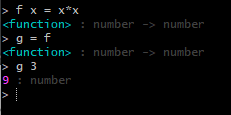 > f x = x*x
<function> : number -> number
> g = f
<function> : number -> number
> g 3
9 : number
>